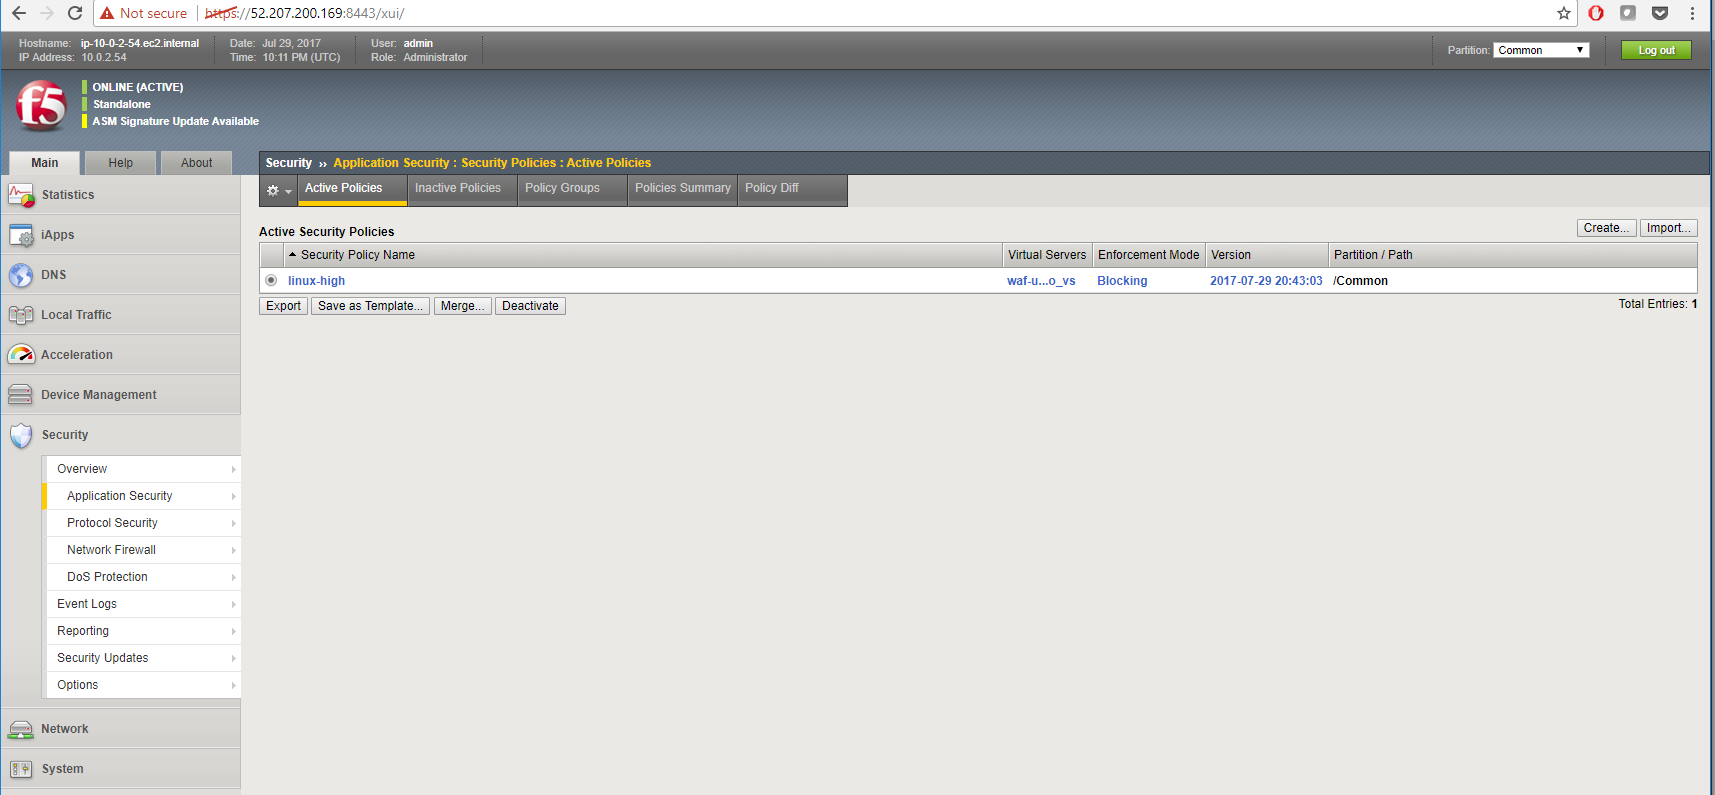 Not secure | https://52.207.200.169:8443/xui/
Hostname: ip-10-0-2-54.ec2.internal Date: Jul 29, 2017 User: admin
IP Address: 10.0.2.54 Time: 10:11 PM (UTC) Role: Administrator
Partition: Common Log out
f5
ONLINE (ACTIVE)
Standalone
ASM Signature Update Available
Main Help About
Security ›› Application Security : Security Policies : Active Policies
Active Policies Inactive Policies Policy Groups Policies Summary Policy Diff
Statistics
iApps
DNS
Local Traffic
Acceleration
Device Management
Security
Overview
Application Security
Protocol Security
Network Firewall
DoS Protection
Event Logs
Reporting
Security Updates
Options
Network
System
Active Security Policies Create... Import...
Security Policy Name Virtual Servers Enforcement Mode Version Partition / Path
linux-high waf-u...o_vs Blocking 2017-07-29 20:43:03 /Common
Export Save as Template... Merge... Deactivate Total Entries: 1